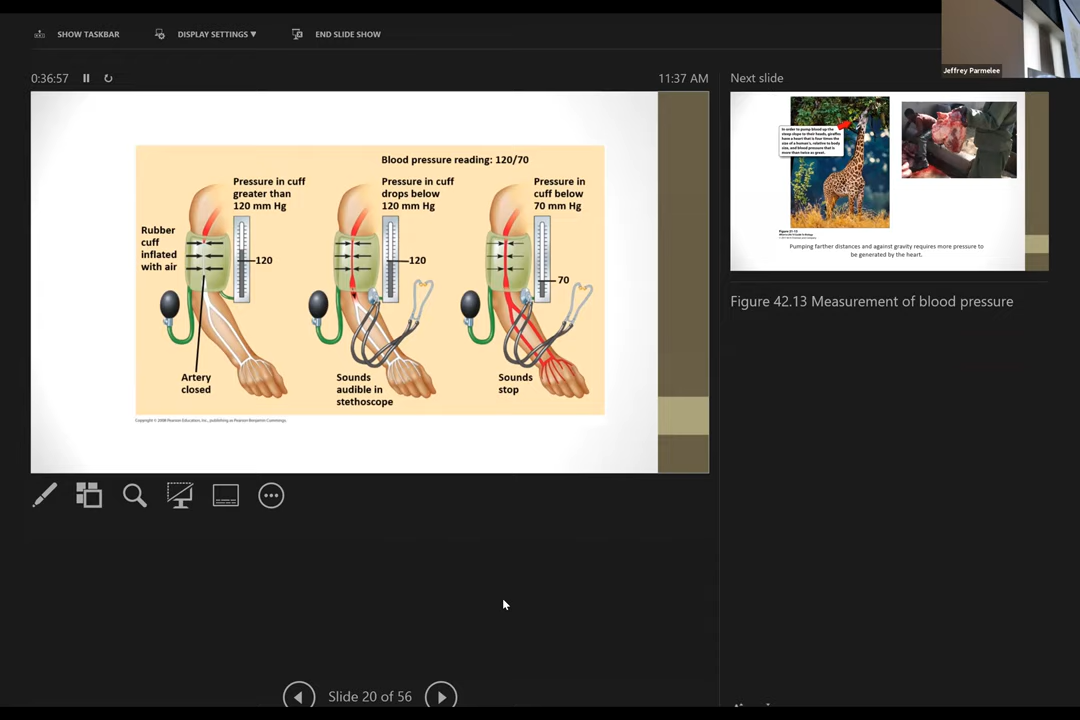 SHOW TASKBAR
DISPLAY SETTINGS ▼
END SLIDE SHOW
Jeffrey Parmelee
0:36:57
11:37 AM
Next slide
Blood pressure reading: 120/70
Pressure in cuff
greater than
120 mm Hg
Pressure in cuff
drops below
120 mm Hg
Pressure in
cuff below
70 mm Hg
Rubber
cuff
inflated
with air
120
120
70
Artery
closed
Sounds
audible in
stethoscope
Sounds
stop
Copyright © 2008 Pearson Education, Inc., publishing as Pearson Benjamin Cummings.
In order to pump blood up the
steep slope to their heads, giraffes
have a heart that is four times the
size of a human's, relative to body
size, and blood pressure that is
more than twice as great.
Pumping farther distances and against gravity requires more pressure to
be generated by the heart.
Figure 42.13 Measurement of blood pressure
Slide 20 of 56